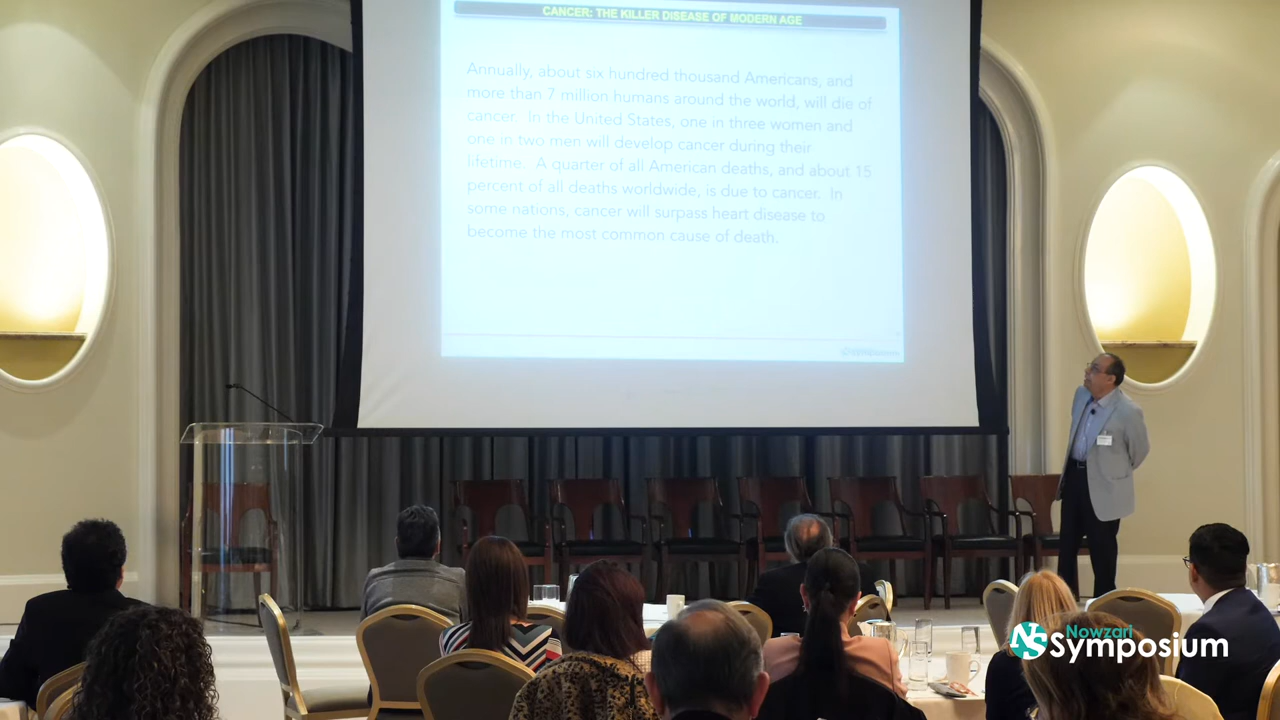 CANCER: THE KILLER DISEASE OF MODERN AGE
Annually, about six hundred thousand Americans, and
more than 7 million humans around the world, will die of
cancer. In the United States, one in three women and
one in two men will develop cancer during their
lifetime. A quarter of all American deaths, and about 15
percent of all deaths worldwide, is due to cancer. In
some nations, cancer will surpass heart disease to
become the most common cause of death.
NS
Nowzari
Symposium